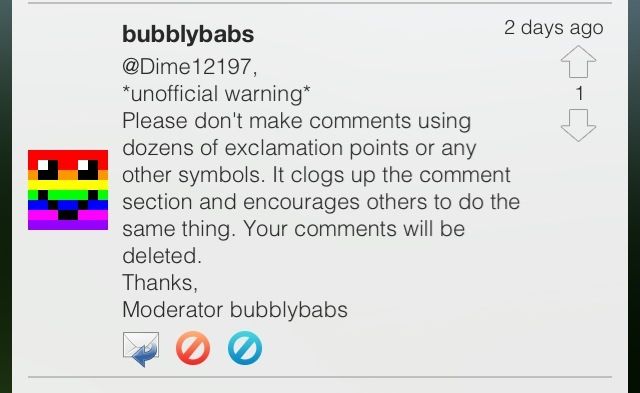 bubblybabs
2 days ago
@Dime12197,
*unofficial warning*
Please don't make comments using
dozens of exclamation points or any
other symbols. It clogs up the comment
section and encourages others to do the
same thing. Your comments will be
deleted.
Thanks,
Moderator bubblybabs
1